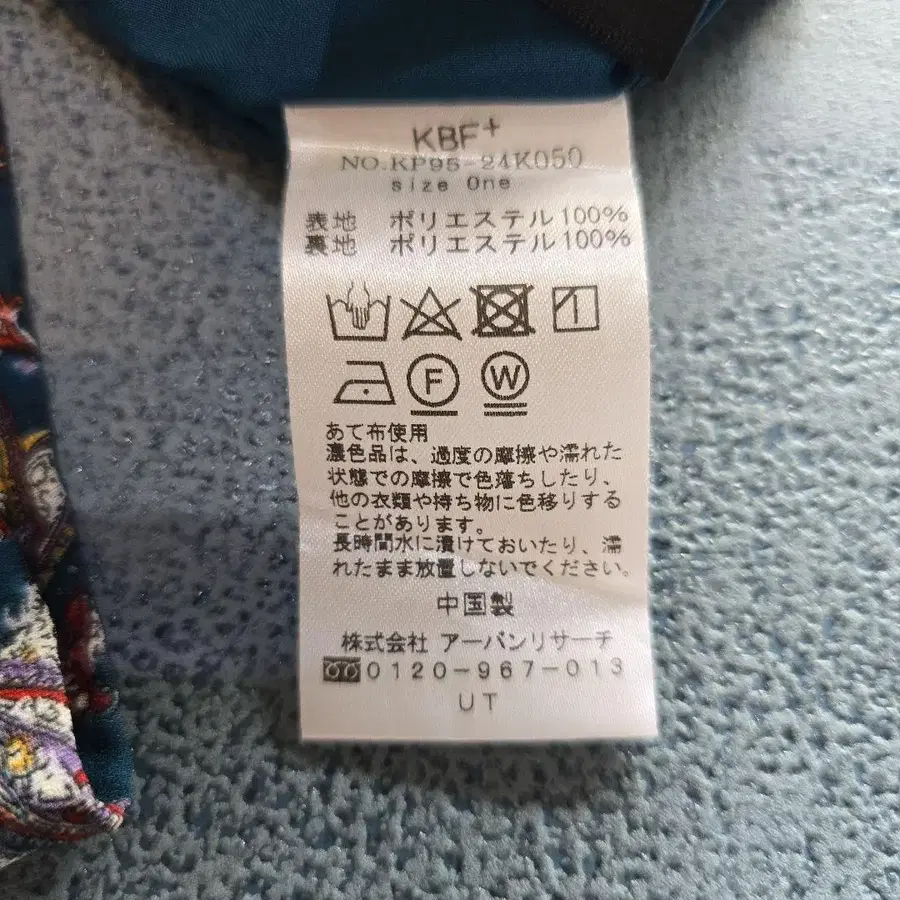 KBF+
NO.KP95-24K050
size One
表地 ポリエステル100%
裏地 ポリエステル100%
F
W
あて布使用
濃色品は、過度の摩擦や濡れた
状態での摩擦で色落ちしたり、
他の衣類や持ち物に色移りする
ことがあります。
長時間水に漬けておいたり、濡
れたまま放置しないでください。
中国製
株式会社 アーバンリサーチ
0120-967-013
UT